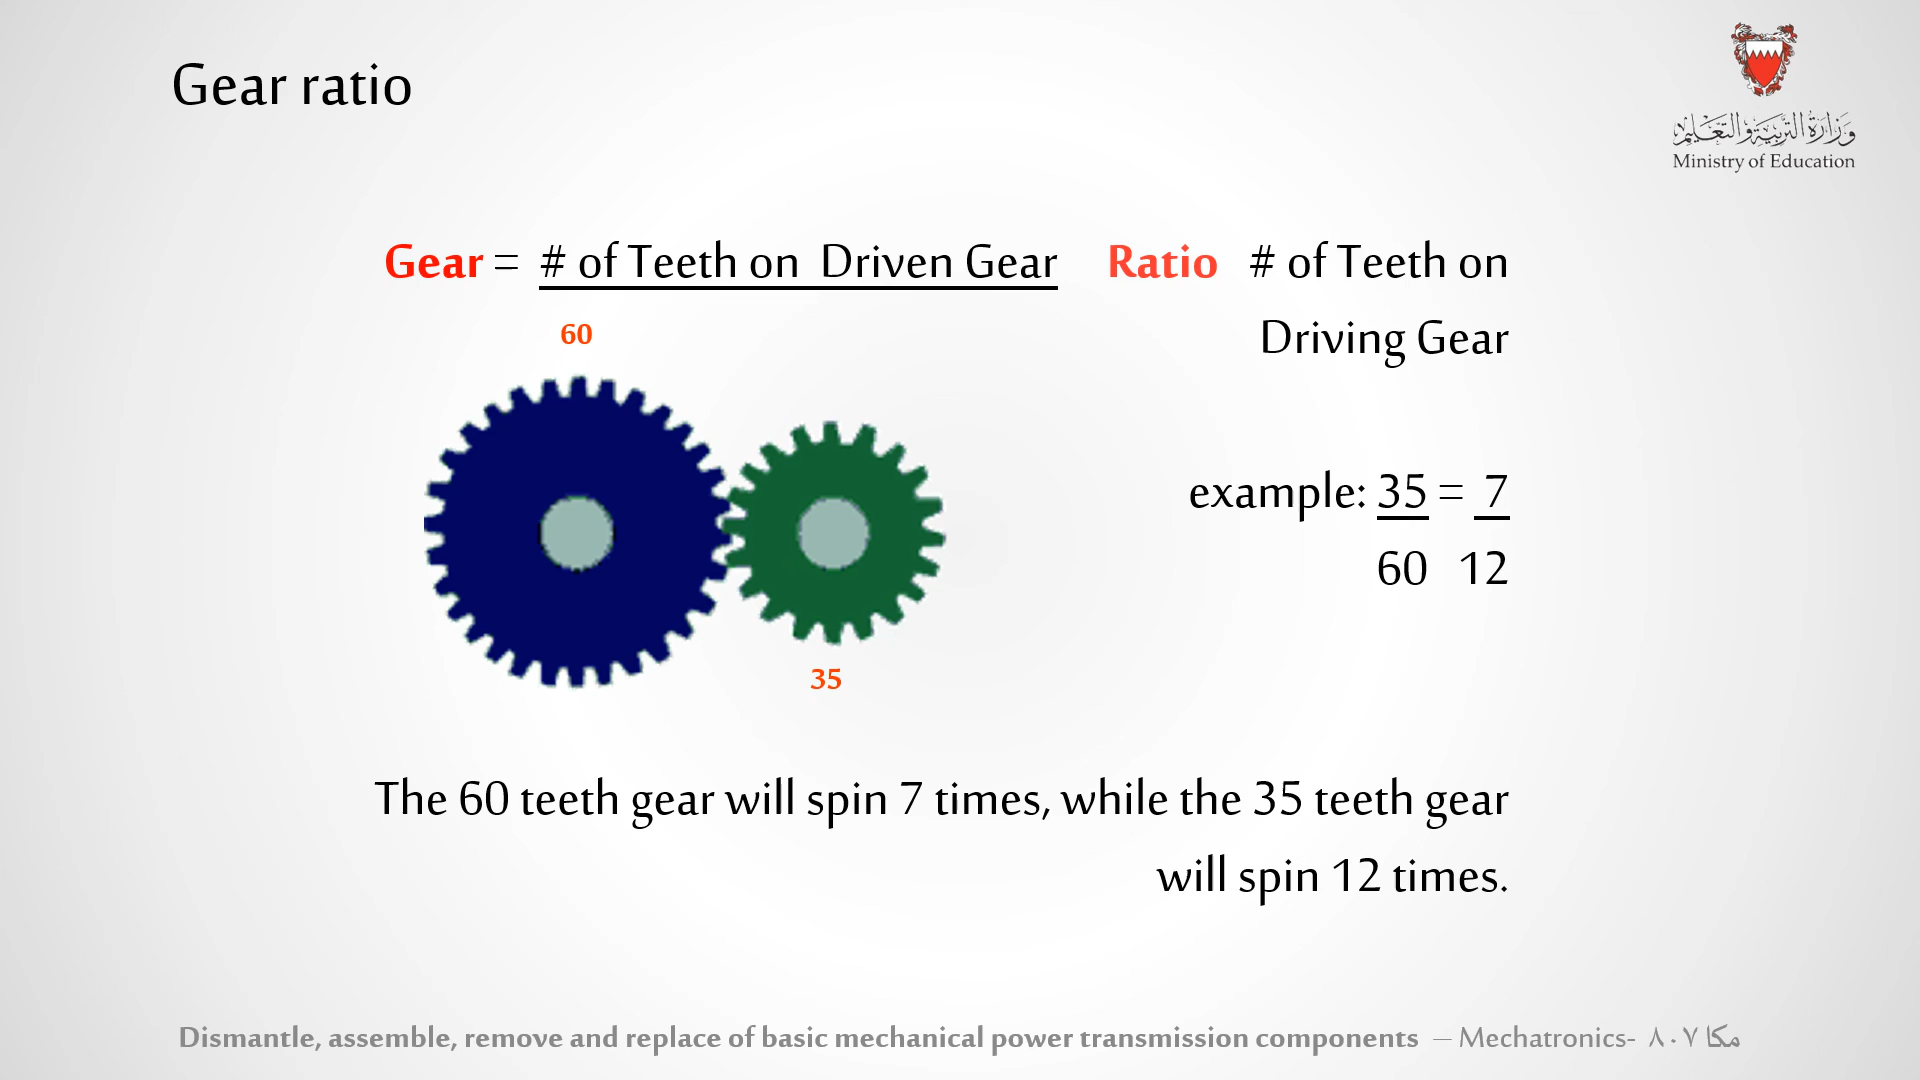 Gear ratio
وزارة التربية والتعليم
Ministry of Education
Gear = # of Teeth on Driven Gear Ratio # of Teeth on
Driving Gear
60
example: 35 = 7
60 12
35
The 60 teeth gear will spin 7 times, while the 35 teeth gear
will spin 12 times.
Dismantle, assemble, remove and replace of basic mechanical power transmission components – Mechatronics- مكا ٨٠٧